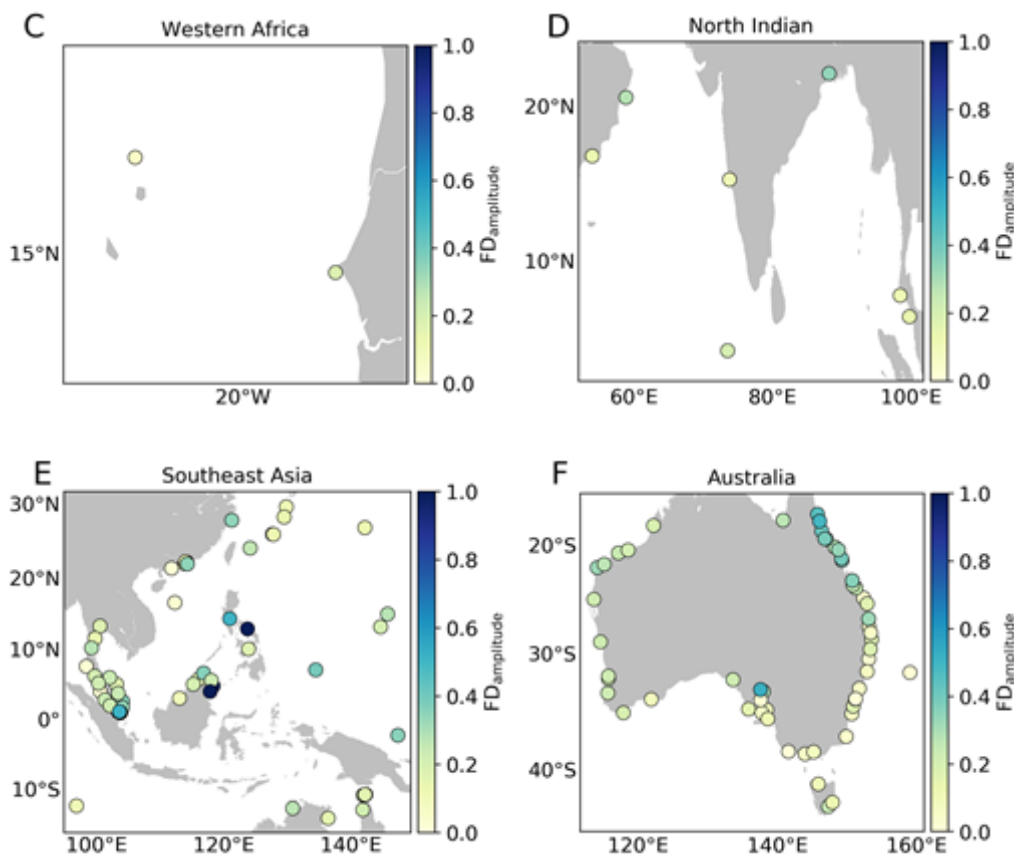 C Western Africa
1.0
0.8
0.6
0.4
0.2
0.0
FDamplitude
15°N
20°W
D North Indian
1.0
0.8
0.6
0.4
0.2
0.0
FDamplitude
20°N
10°N
60°E 80°E 100°E
E Southeast Asia
1.0
0.8
0.6
0.4
0.2
0.0
FDamplitude
30°N
20°N
10°N
0°
10°S
100°E 120°E 140°E
F Australia
1.0
0.8
0.6
0.4
0.2
0.0
FDamplitude
20°S
30°S
40°S
120°E 140°E 160°E